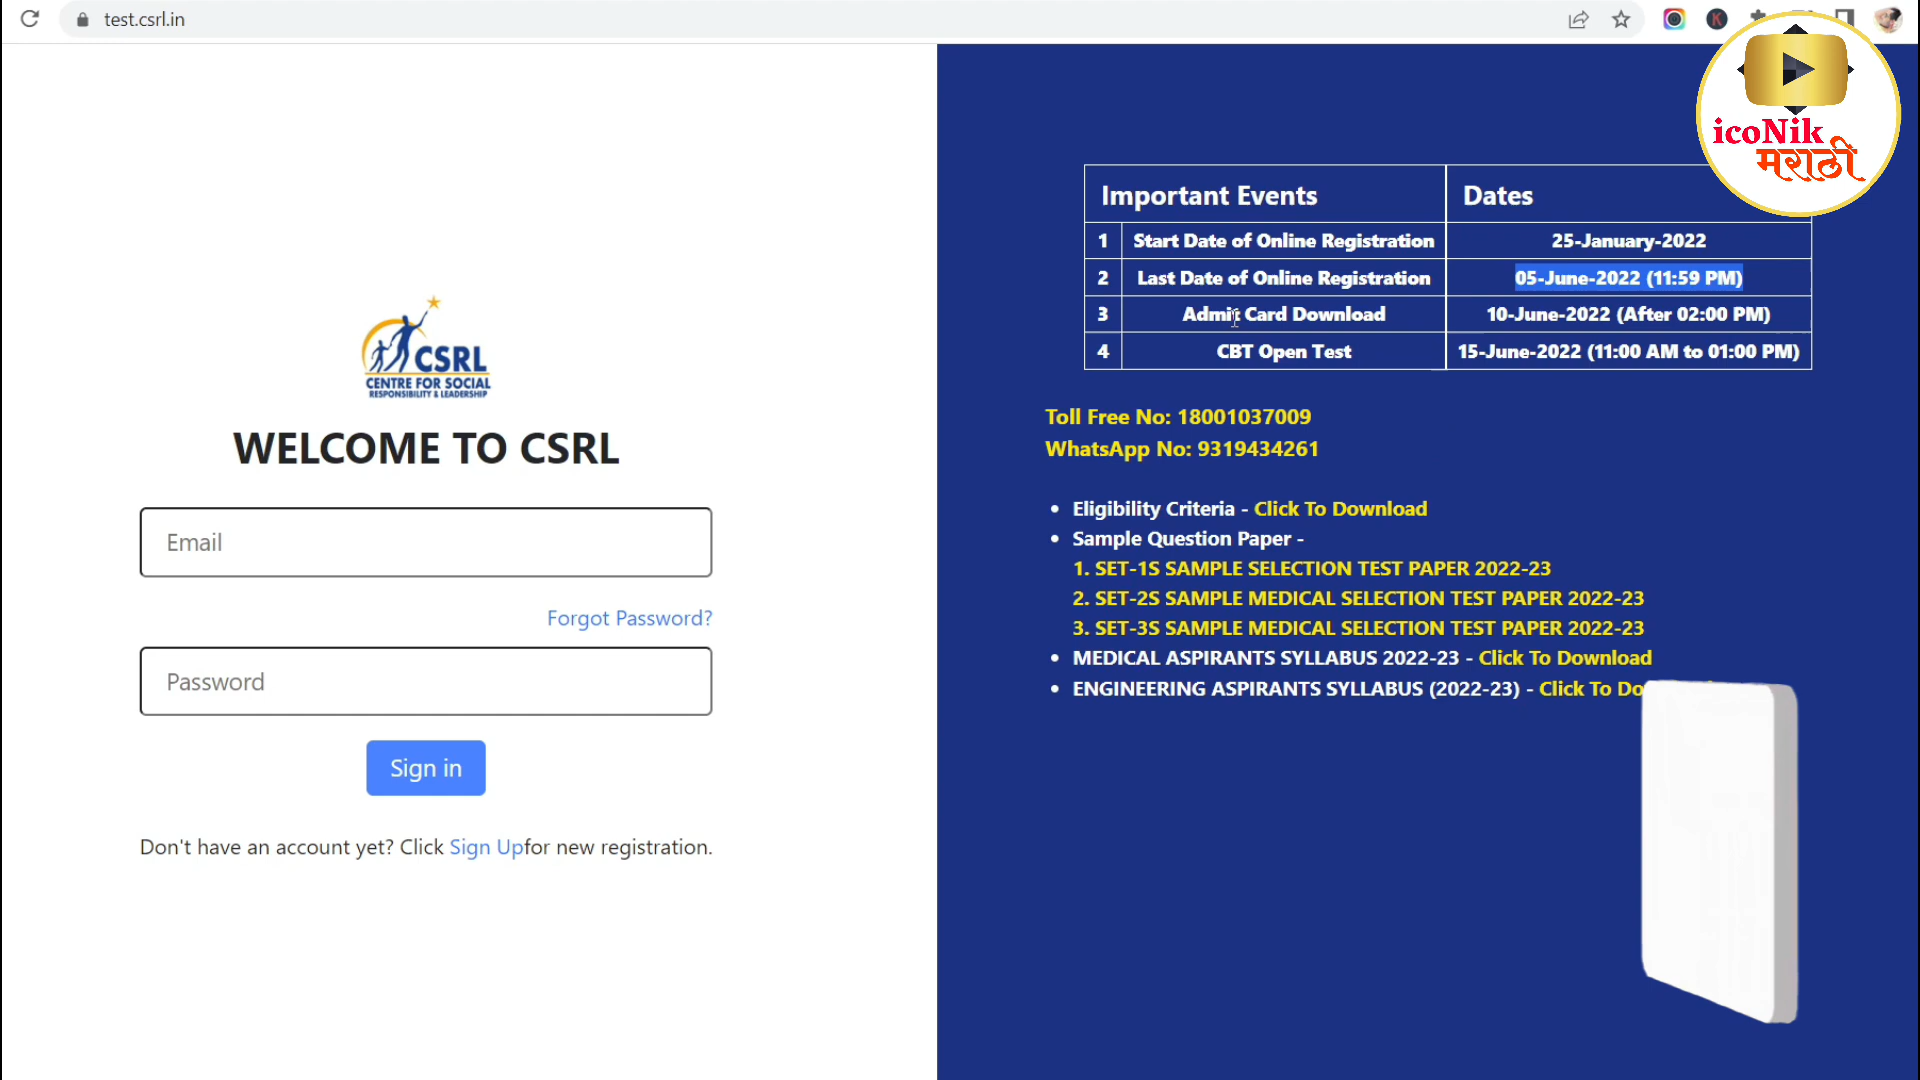 test.csrl.in
icoNik
मराठी
CSRL
CENTRE FOR SOCIAL
RESPONSIBILITY & LEADERSHIP
WELCOME TO CSRL
Email
Forgot Password?
Password
Sign in
Don't have an account yet? Click Sign Upfor new registration.
Important Events Dates
1 Start Date of Online Registration 25-January-2022
2 Last Date of Online Registration 05-June-2022 (11:59 PM)
3 Admit Card Download 10-June-2022 (After 02:00 PM)
4 CBT Open Test 15-June-2022 (11:00 AM to 01:00 PM)
Toll Free No: 18001037009
WhatsApp No: 9319434261
• Eligibility Criteria - Click To Download
• Sample Question Paper -
1. SET-1S SAMPLE SELECTION TEST PAPER 2022-23
2. SET-2S SAMPLE MEDICAL SELECTION TEST PAPER 2022-23
3. SET-3S SAMPLE MEDICAL SELECTION TEST PAPER 2022-23
• MEDICAL ASPIRANTS SYLLABUS 2022-23 - Click To Download
• ENGINEERING ASPIRANTS SYLLABUS (2022-23) - Click To Do